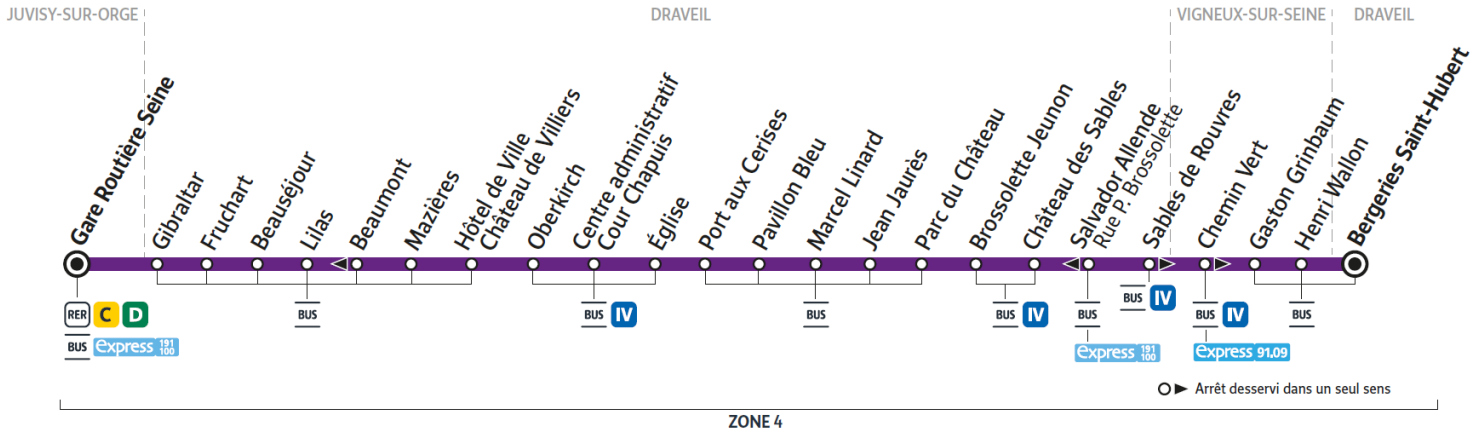 JUVISY-SUR-ORGE
DRAVEIL
VIGNEUX-SUR-SEINE
DRAVEIL
Gare Routière Seine
Gibraltar
Fruchart
Beauséjour
Lilas
Beaumont
Mazières
Hôtel de Ville
Château de Villiers
Oberkirch
Centre administratif
Cour Chapuis
Église
Port aux Cerises
Pavillon Bleu
Marcel Linard
Jean Jaurès
Parc du Château
Brossolette Jeunon
Château des Sables
Salvador Allende
Rue P. Brossolette
Sables de Rouvres
Chemin Vert
Gaston Grinbaum
Henri Wallon
Bergeries Saint-Hubert
RER C D
BUS express 191 100
BUS
BUS IV
BUS
BUS IV
BUS
express 191 100
BUS IV
BUS IV
express 91.09
BUS
Arrêt desservi dans un seul sens
ZONE 4